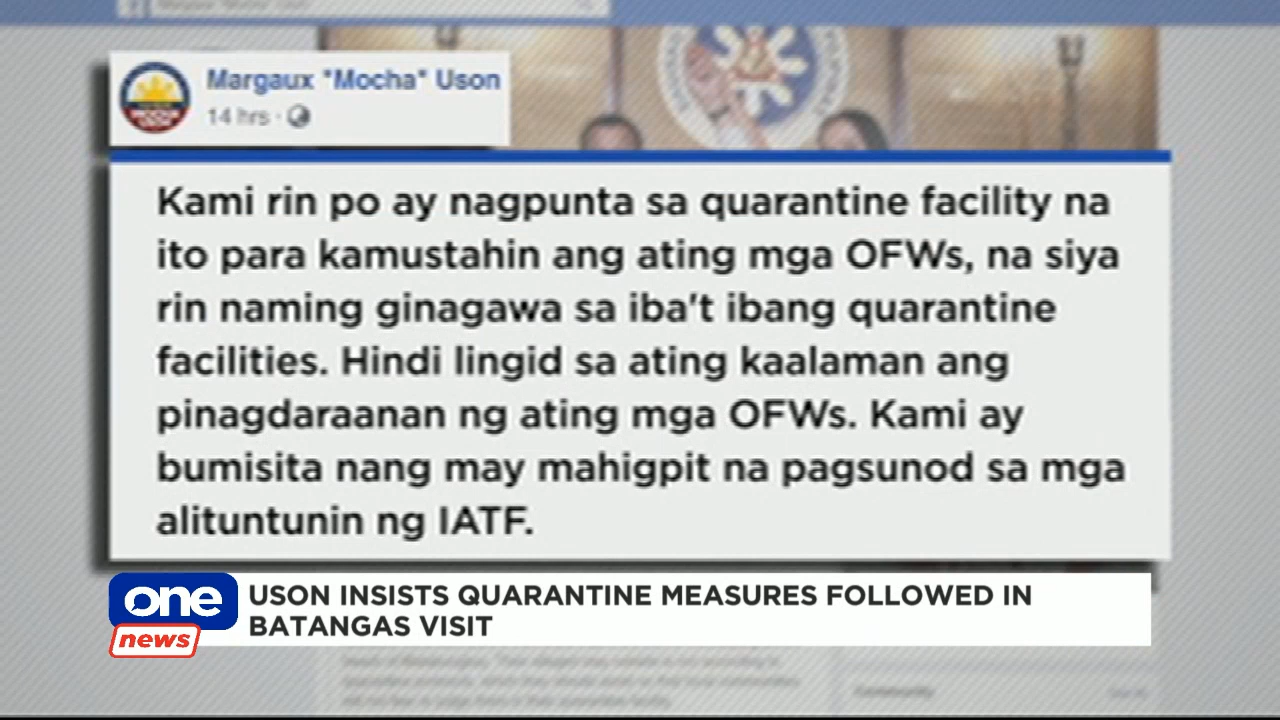 Margaux "Mocha" Uson
14 hrs ·
Kami rin po ay nagpunta sa quarantine facility na
ito para kamustahin ang ating mga OFWs, na siya
rin naming ginagawa sa iba't ibang quarantine
facilities. Hindi lingid sa ating kaalaman ang
pinagdaraanan ng ating mga OFWs. Kami ay
bumisita nang may mahigpit na pagsunod sa mga
alituntunin ng IATF.
one
news
USON INSISTS QUARANTINE MEASURES FOLLOWED IN
BATANGAS VISIT
Community